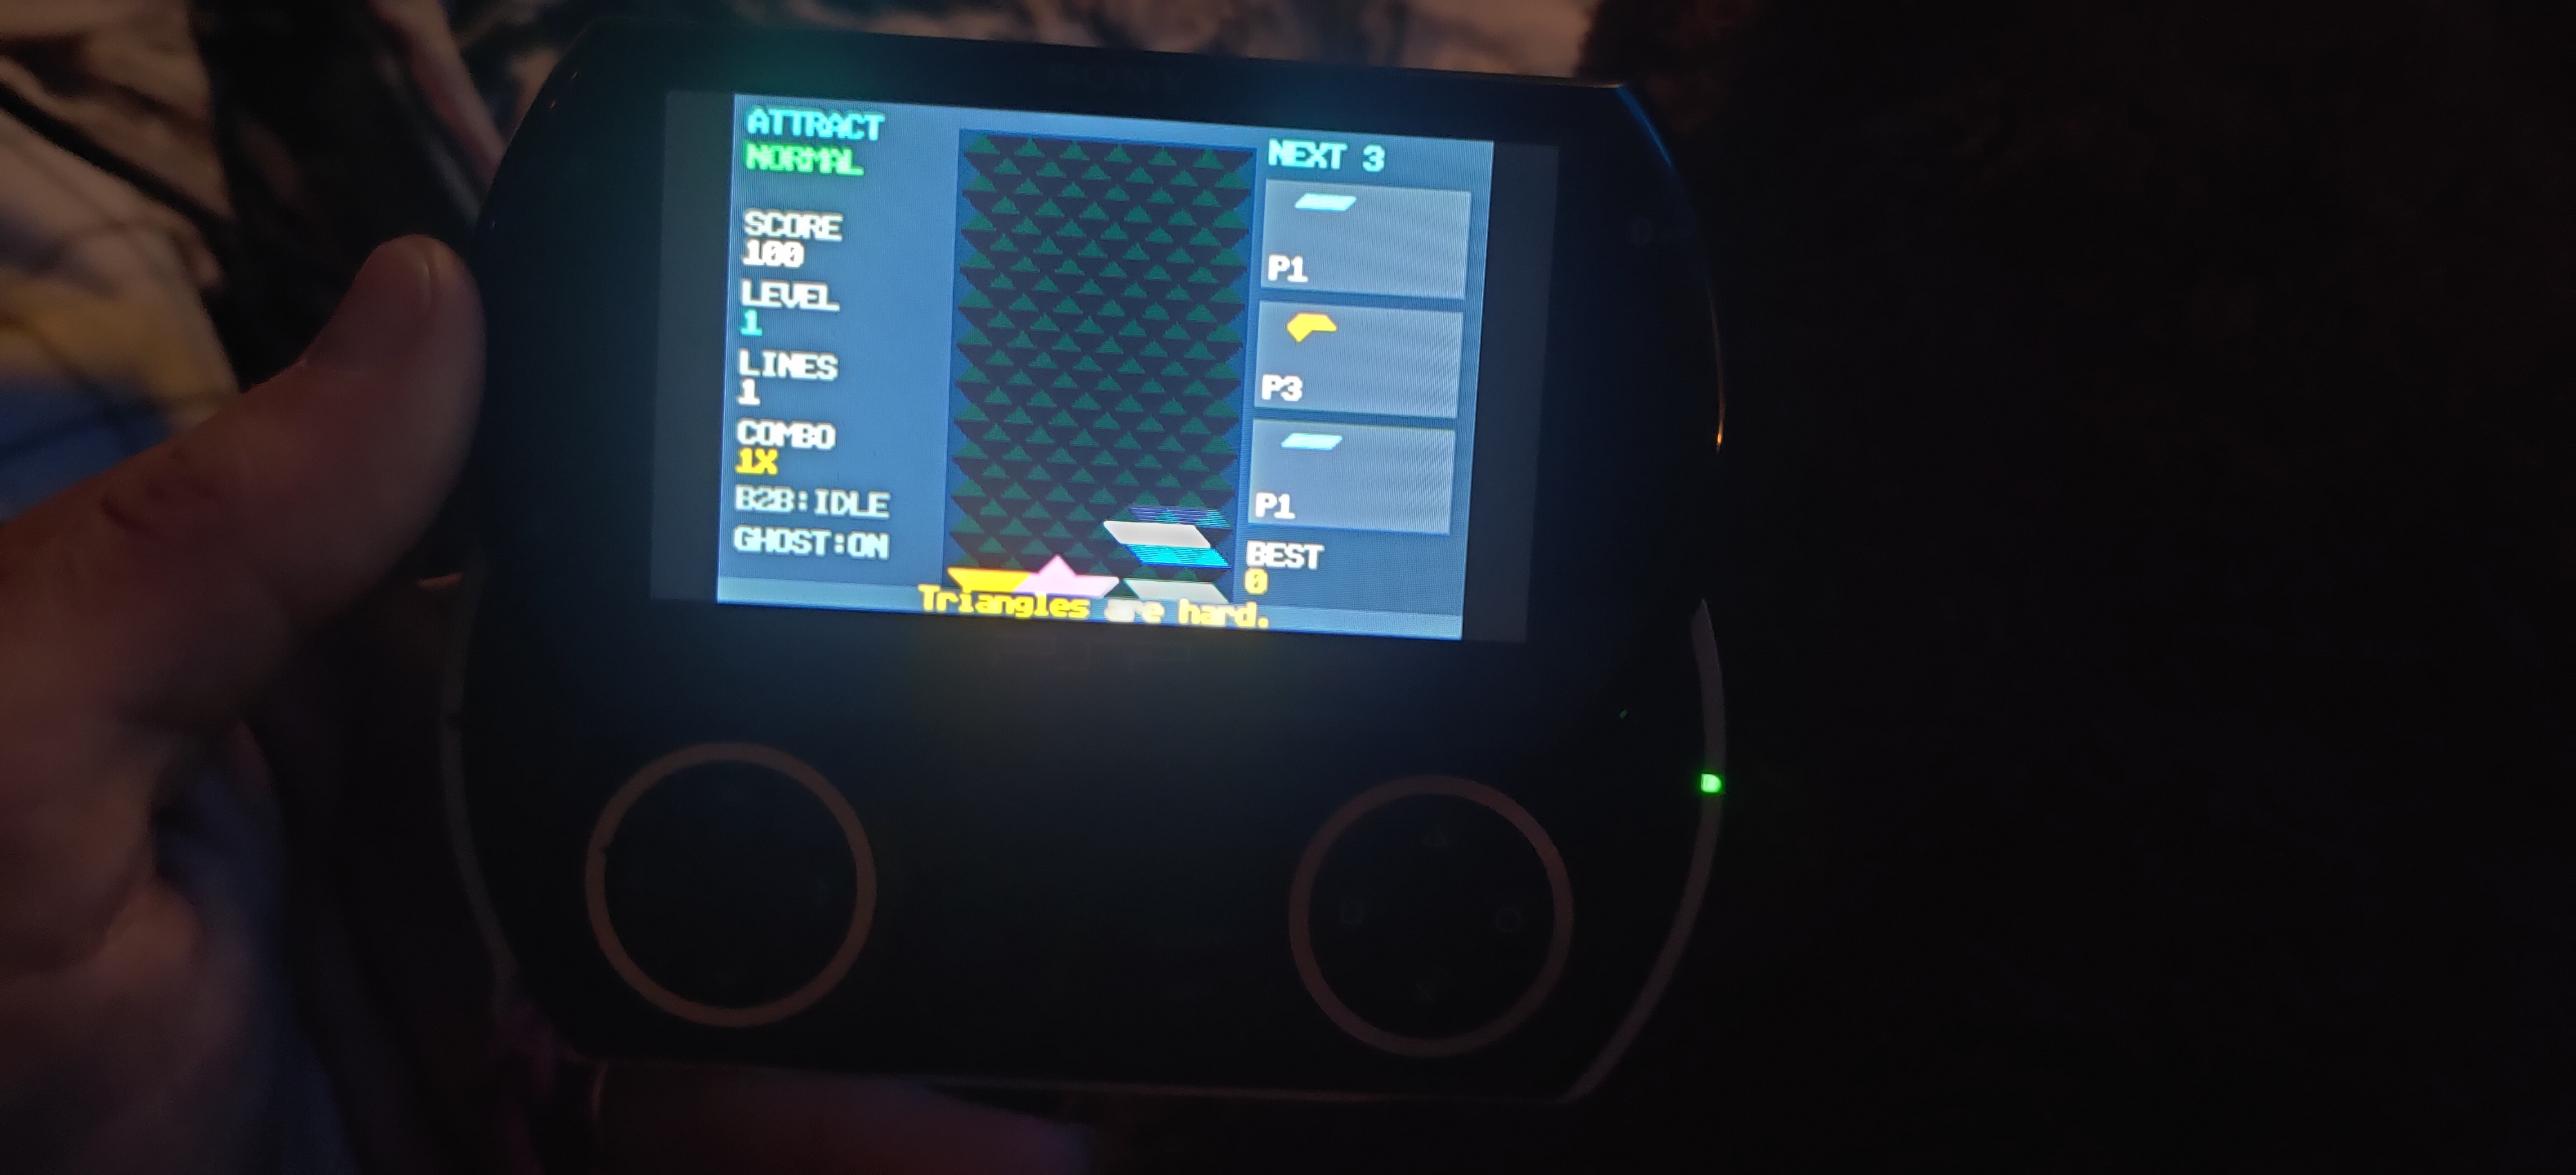 SONY
ATTRACT
NORMAL
SCORE
100
LEVEL
1
LINES
1
COMBO
1X
B2B:IDLE
GHOST:ON
NEXT 3
P1
P3
P1
BEST
0
Triangles are hard.